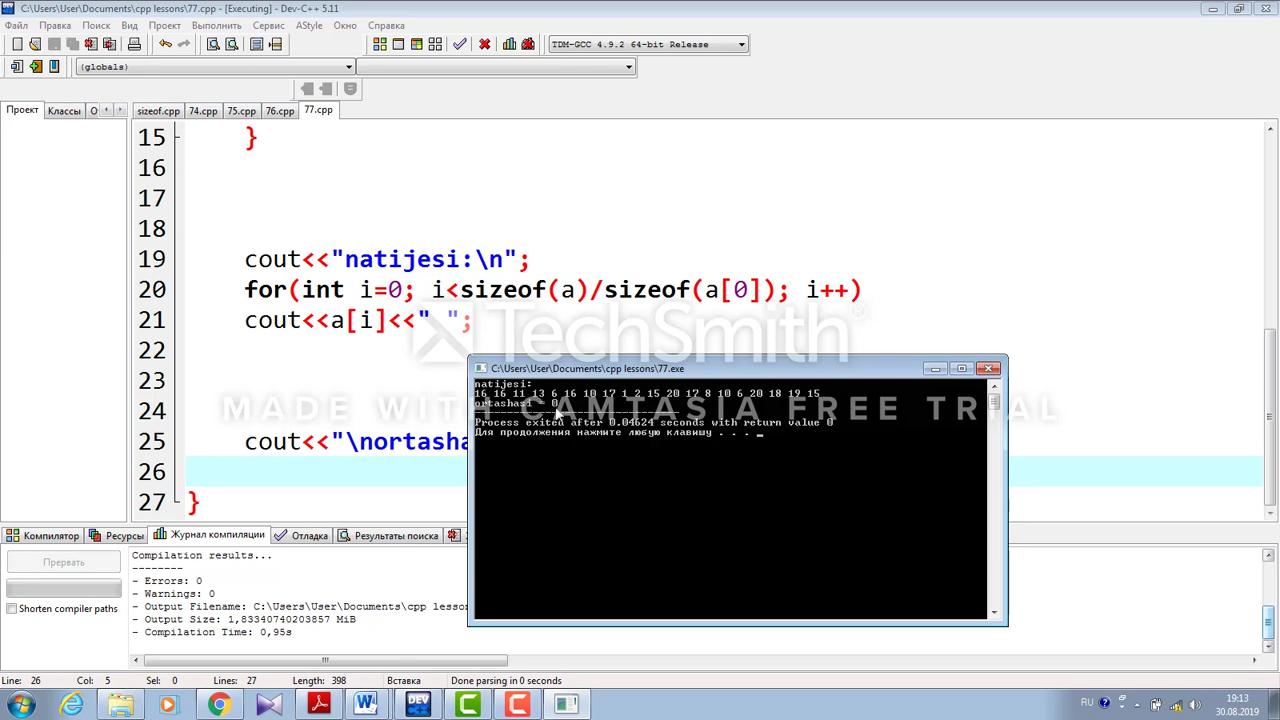 C:\Users\User\Documents\cpp lessons\77.cpp - [Executing] - Dev-C++ 5.11
Файл Правка Поиск Вид Проект Выполнить Сервис AStyle Окно Справка
TDM-GCC 4.9.2 64-bit Release
(globals)
Проект Классы О sizeof.cpp 74.cpp 75.cpp 76.cpp 77.cpp
15 }
16
17
18
19 cout<<"natijesi:\n";
20 for(int i=0; i<sizeof(a)/sizeof(a[0]); i++)
21 cout<<a[i]<<" ";
22
23
24
25 cout<<"\nortasha
26
27 }
TechSmith®
MADE WITH CAMTASIA FREE TRIAL
C:\Users\User\Documents\cpp lessons\77.exe
natijesi:
16 16 11 13 6 16 10 17 1 2 15 20 17 8 10 6 20 18 19 15
ortashasi - 0
--------------------------------
Process exited after 0.04624 seconds with return value 0
Для продолжения нажмите любую клавишу . . . _
Компилятор Ресурсы Журнал компиляции Отладка Результаты поиска
Прервать
Shorten compiler paths
Compilation results...
--------
- Errors: 0
- Warnings: 0
- Output Filename: C:\Users\User\Documents\cpp lesson
- Output Size: 1,83340740203857 MiB
- Compilation Time: 0,95s
Line: 26 Col: 5 Sel: 0 Lines: 27 Length: 398 Вставка Done parsing in 0 seconds
RU
19:13
30.08.2019